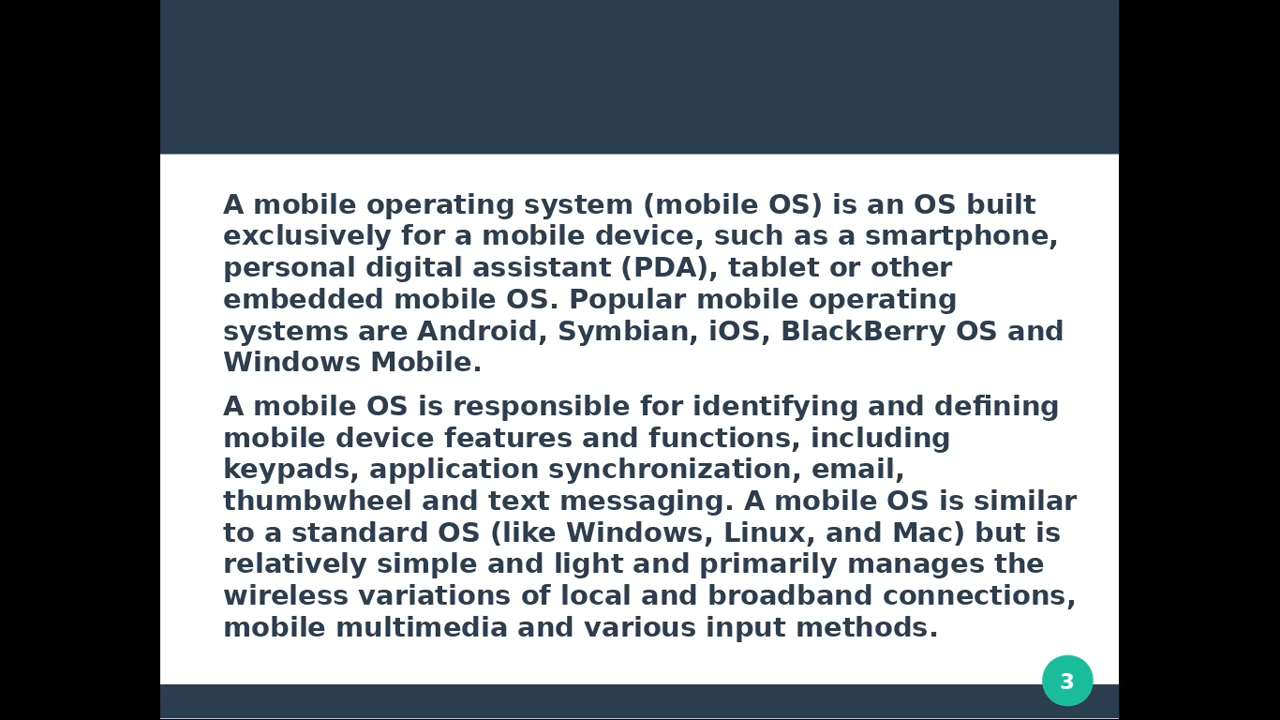 A mobile operating system (mobile OS) is an OS built
exclusively for a mobile device, such as a smartphone,
personal digital assistant (PDA), tablet or other
embedded mobile OS. Popular mobile operating
systems are Android, Symbian, iOS, BlackBerry OS and
Windows Mobile.
A mobile OS is responsible for identifying and defining
mobile device features and functions, including
keypads, application synchronization, email,
thumbwheel and text messaging. A mobile OS is similar
to a standard OS (like Windows, Linux, and Mac) but is
relatively simple and light and primarily manages the
wireless variations of local and broadband connections,
mobile multimedia and various input methods.
3